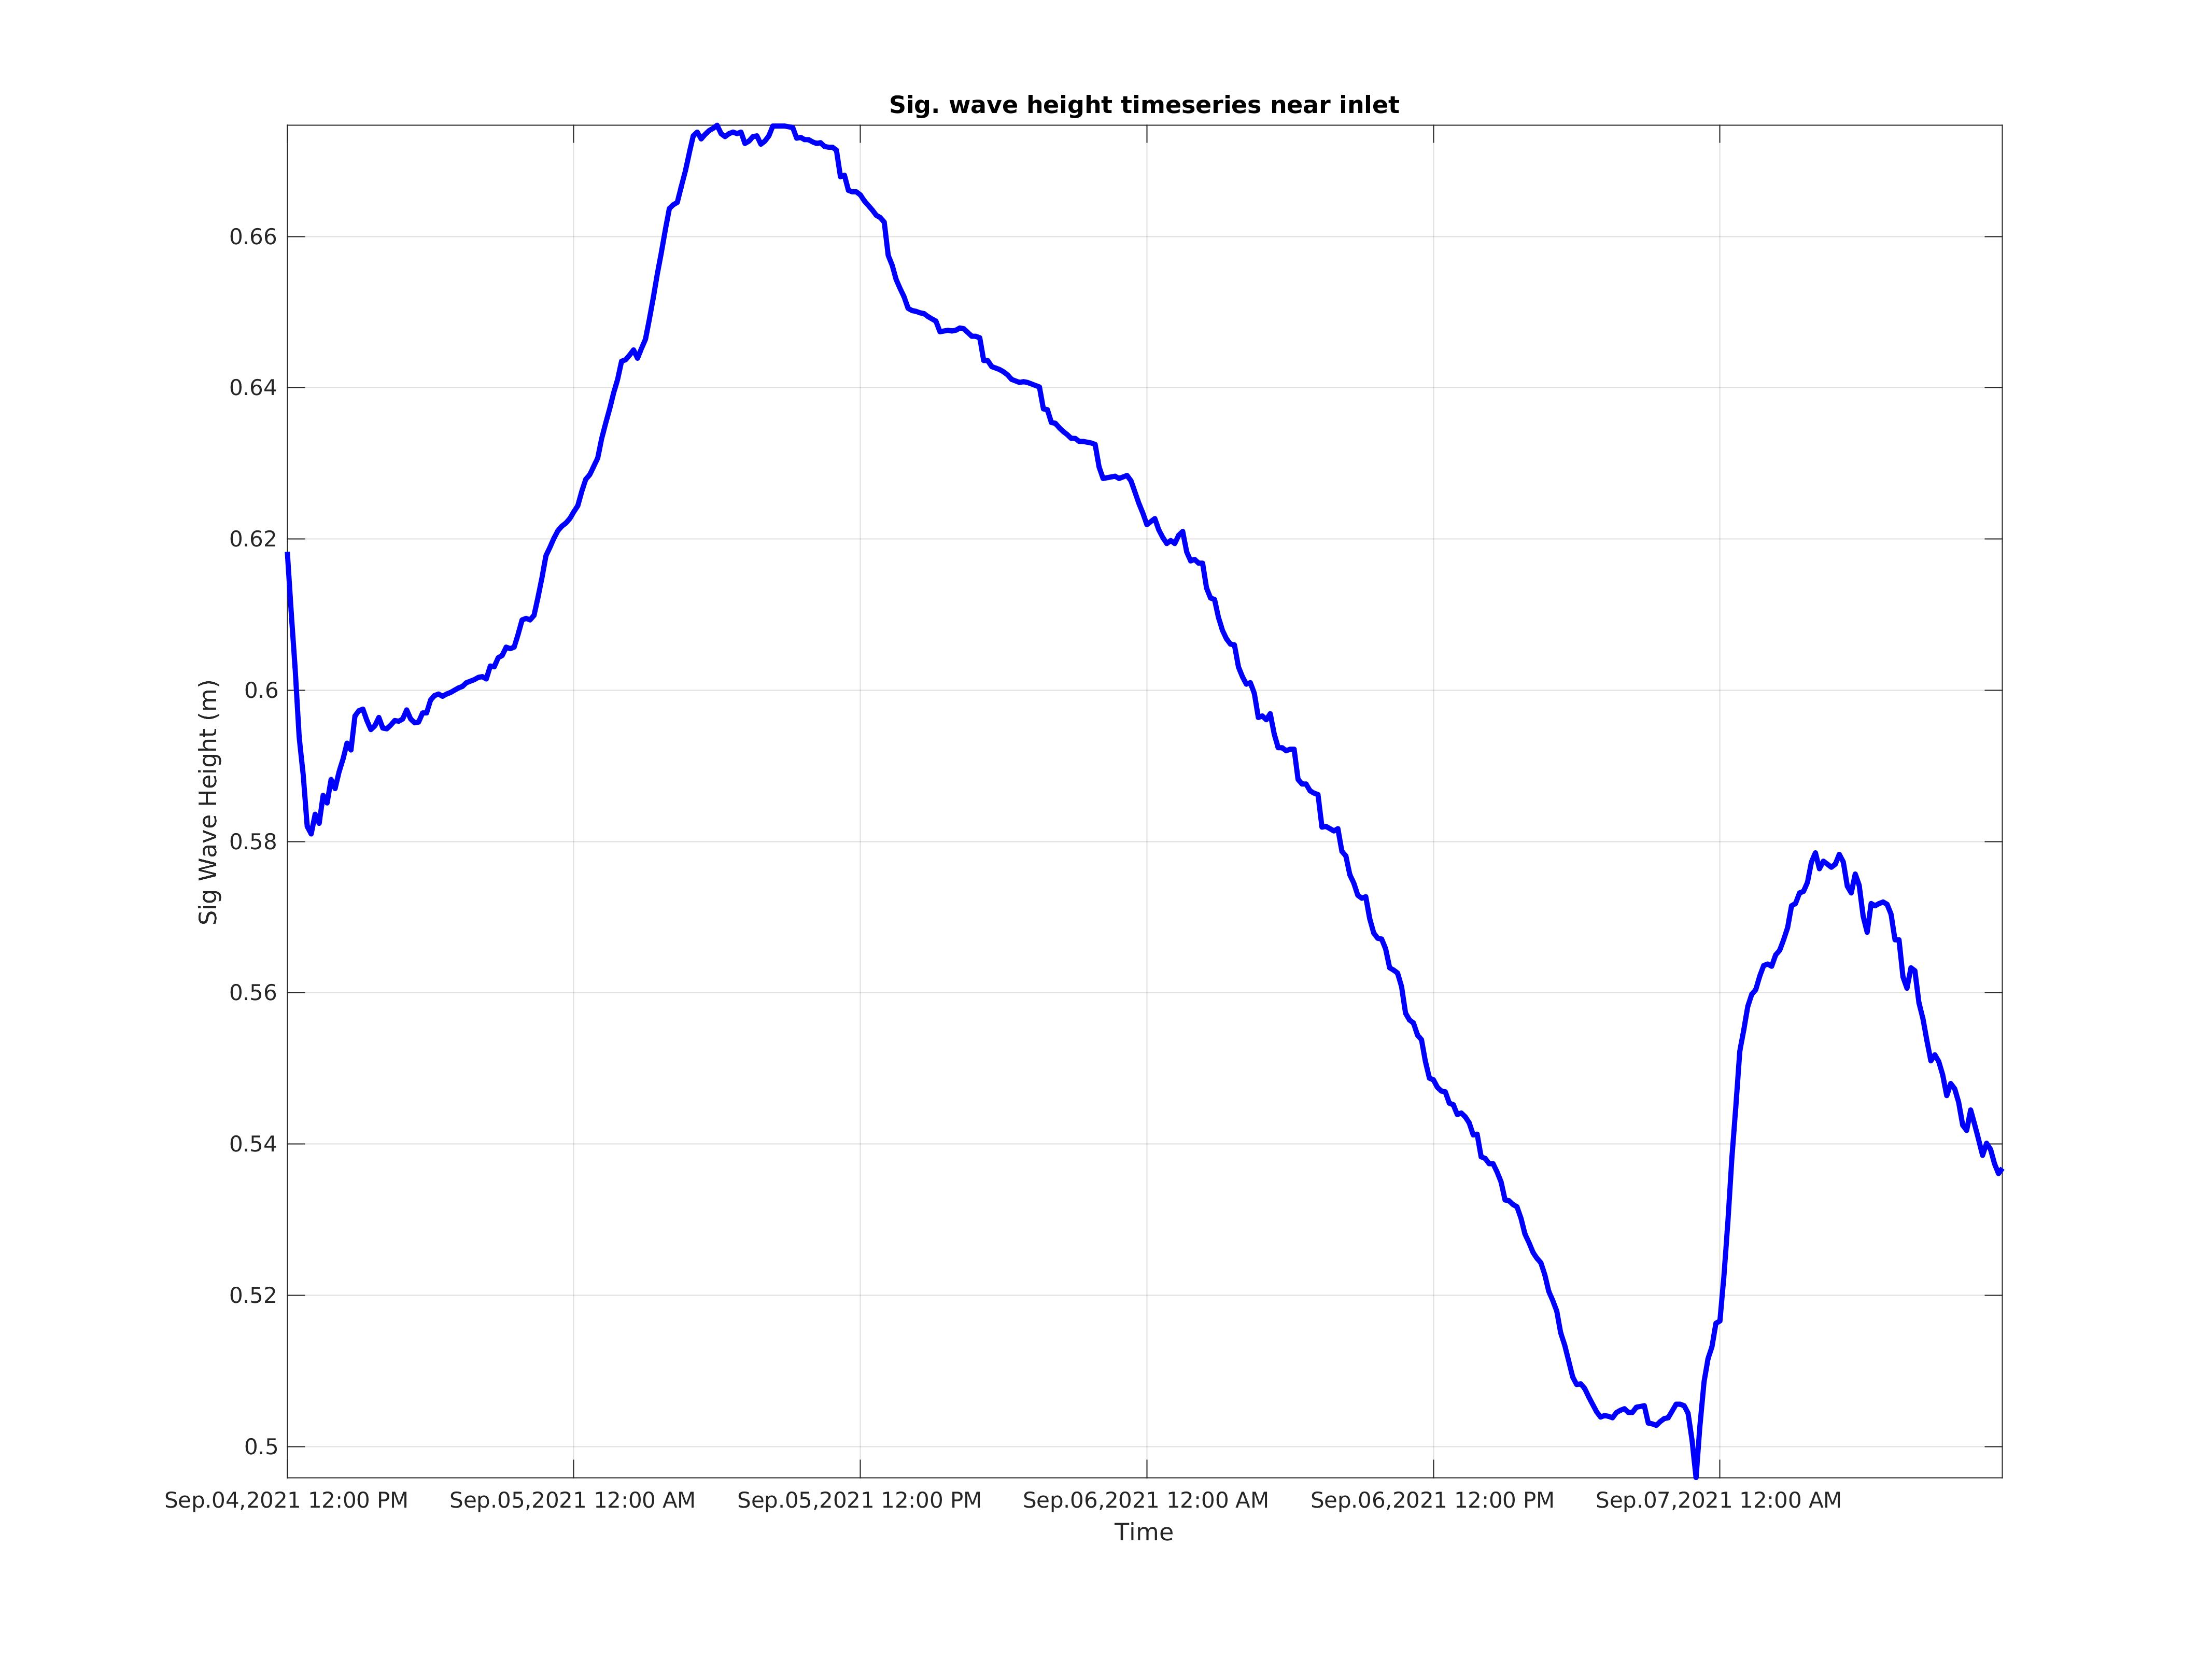 Sig. wave height timeseries near inlet
0.66
0.64
0.62
0.6
0.58
0.56
0.54
0.52
0.5
Sig Wave Height (m)
Sep.04,2021 12:00 PM Sep.05,2021 12:00 AM Sep.05,2021 12:00 PM Sep.06,2021 12:00 AM Sep.06,2021 12:00 PM Sep.07,2021 12:00 AM
Time